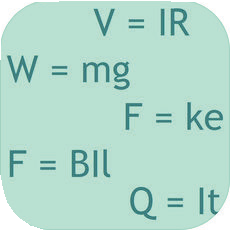 V = IR
W = mg
F = ke
F = BIl
Q = It